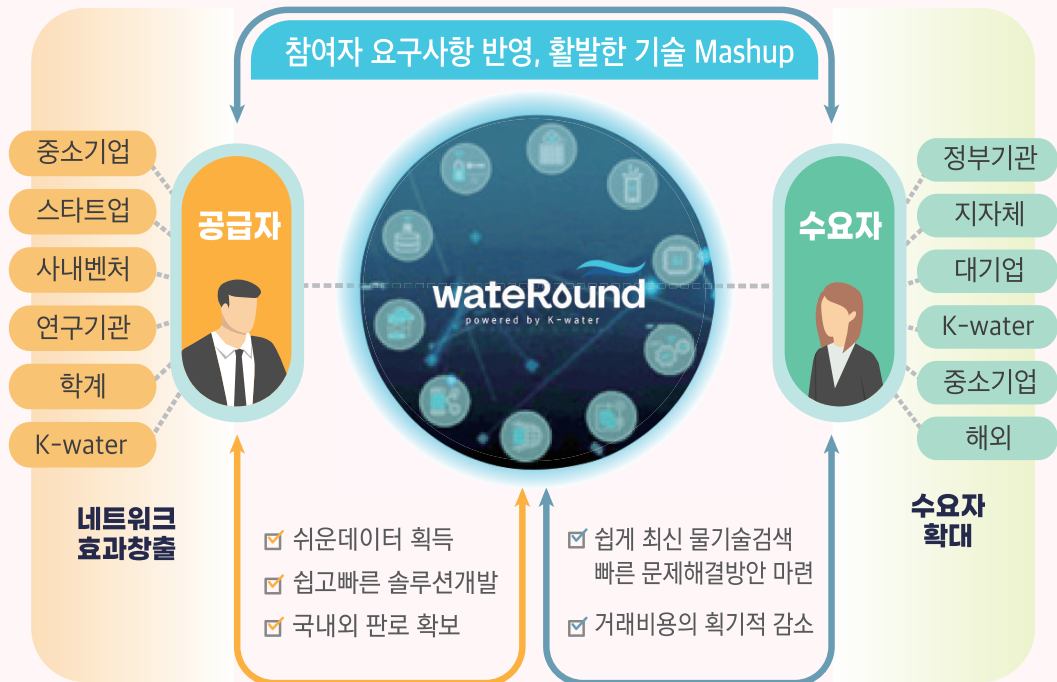 참여자 요구사항 반영, 활발한 기술 Mashup
중소기업
스타트업
사내벤처
연구기관
학계
K-water
공급자
네트워크
효과창출
wateRound
powered by K-water
수요자
정부기관
지자체
대기업
K-water
중소기업
해외
수요자
확대
쉬운데이터 획득
쉽고빠른 솔루션개발
국내외 판로 확보
쉽게 최신 물기술검색
빠른 문제해결방안 마련
거래비용의 획기적 감소